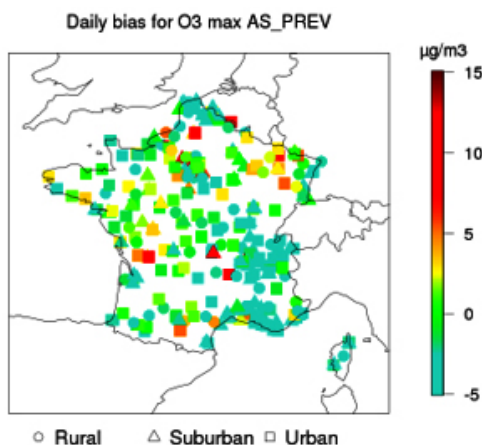 Daily bias for O3 max AS_PREV
µg/m3
15
10
5
0
-5
Rural
Suburban
Urban